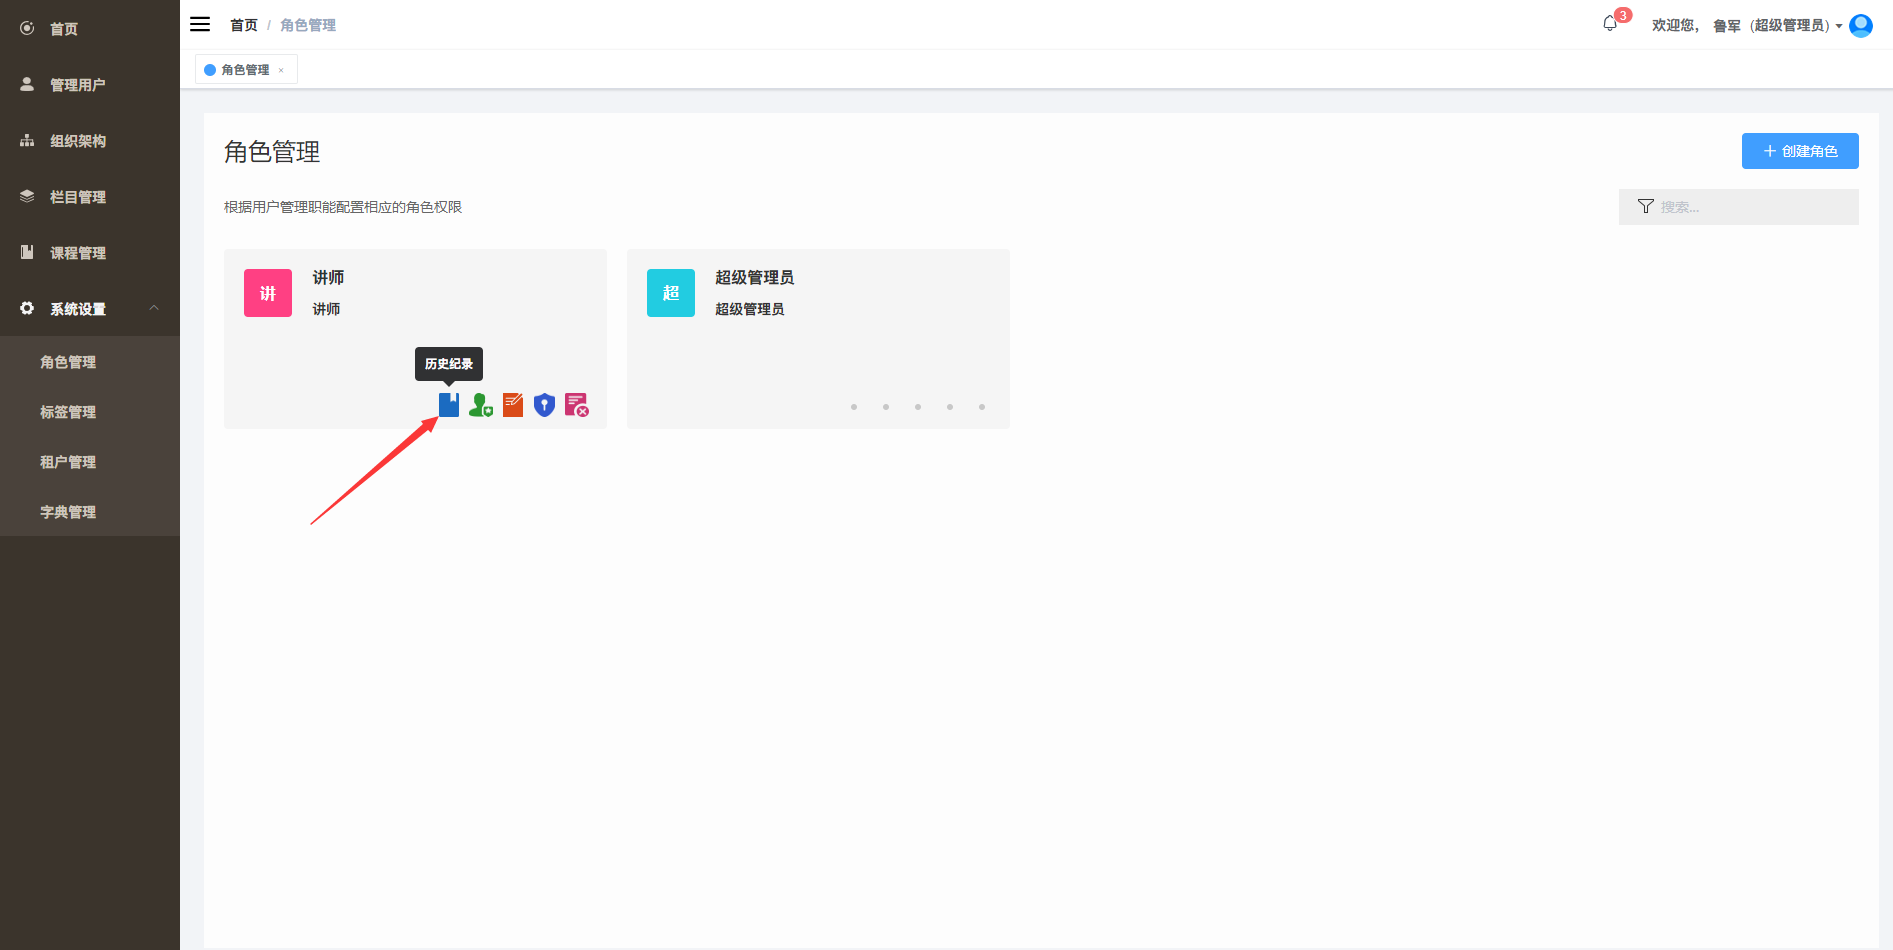 首页
管理用户
组织架构
栏目管理
课程管理
系统设置
角色管理
标签管理
租户管理
字典管理
首页 / 角色管理
3
欢迎您， 鲁军（超级管理员）
角色管理 ×
角色管理
创建角色
根据用户管理职能配置相应的角色权限
搜索...
讲
讲师
讲师
历史纪录
超
超级管理员
超级管理员